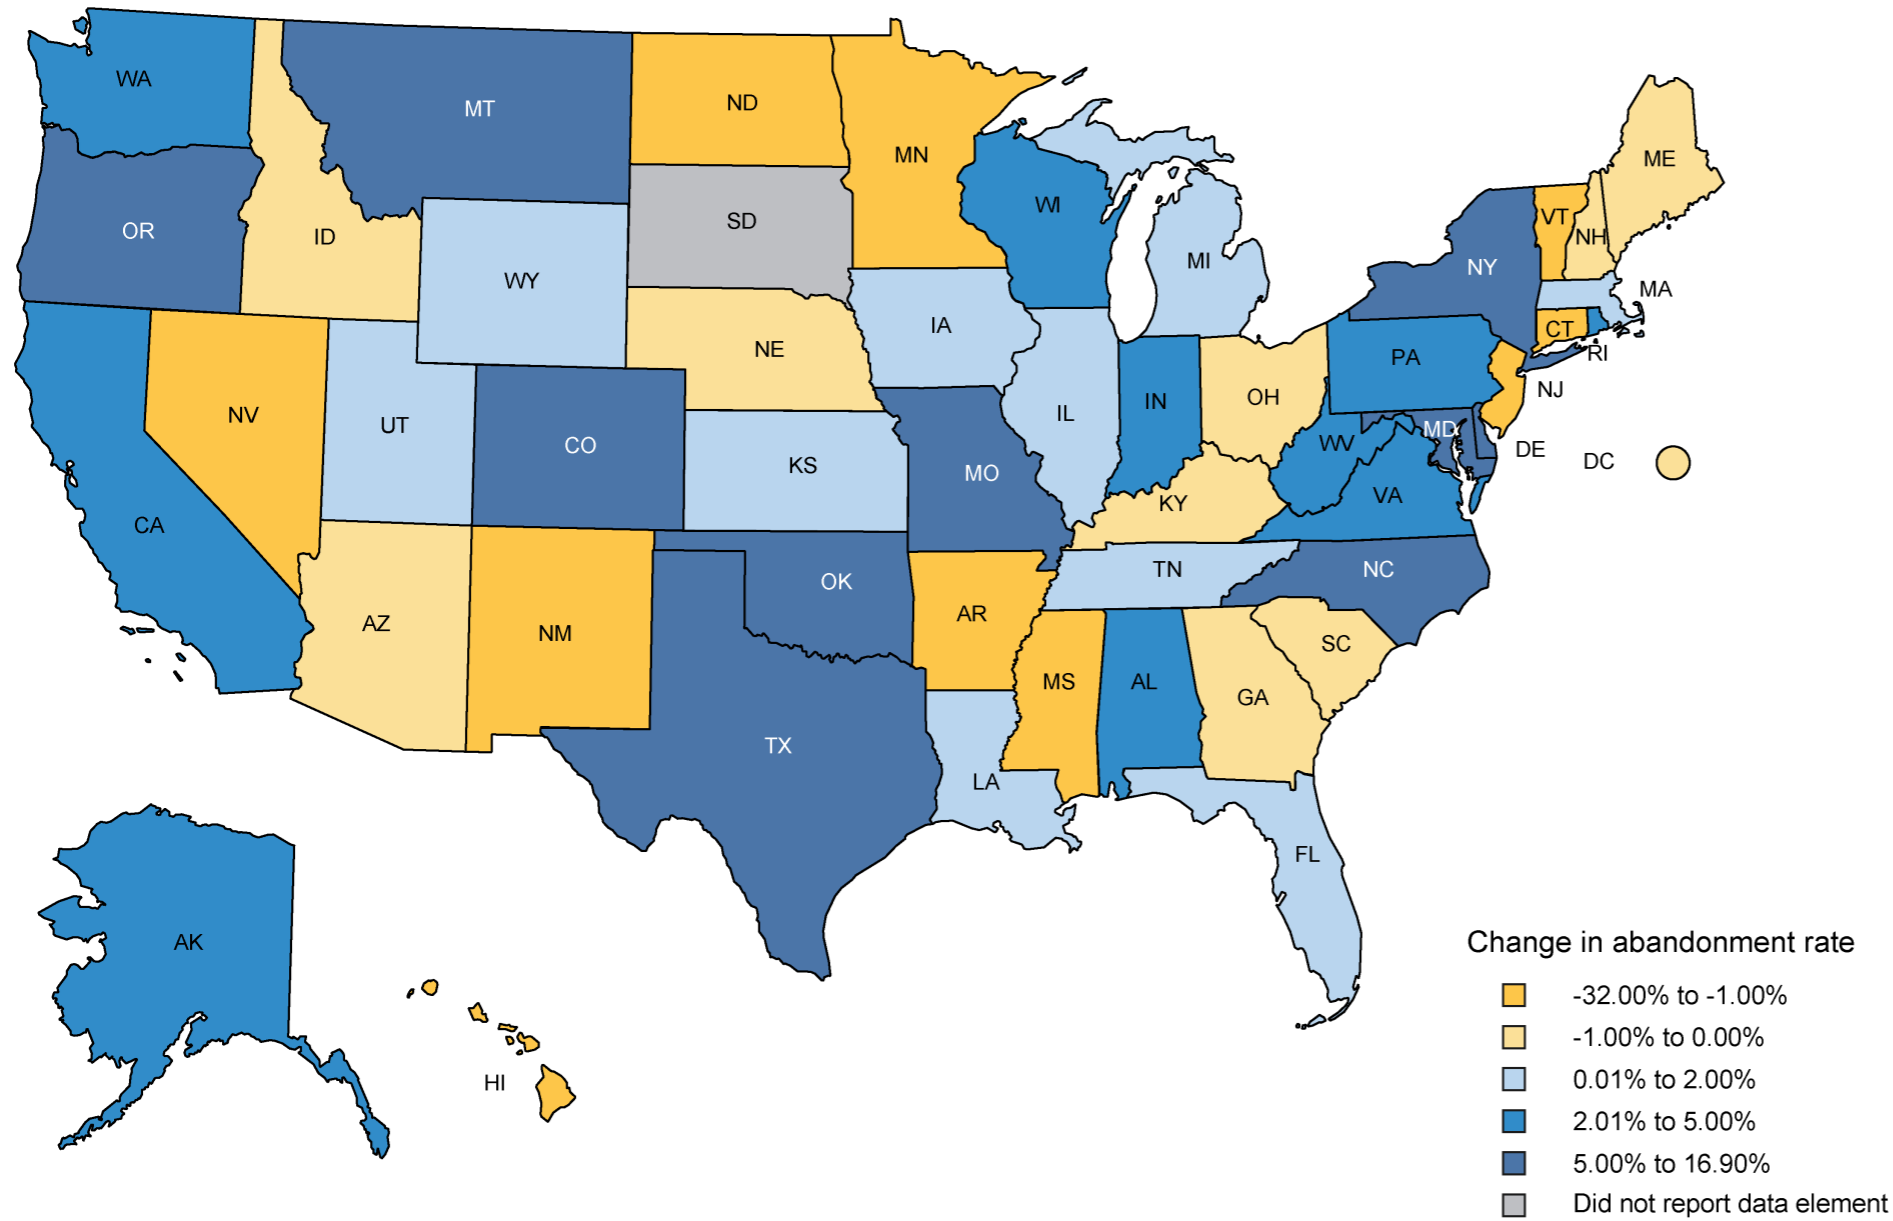 WA
MT
ND
MN
ME
OR
ID
SD
WI
VT
NH
WY
MI
NY
MA
IA
CT
RI
NE
PA
NJ
NV
UT
CO
KS
MO
IL
IN
OH
WV
MD
DE
DC
CA
KY
VA
TN
NC
AZ
NM
OK
AR
MS
AL
GA
SC
TX
LA
FL
AK
HI
Change in abandonment rate
-32.00% to -1.00%
-1.00% to 0.00%
0.01% to 2.00%
2.01% to 5.00%
5.00% to 16.90%
Did not report data element